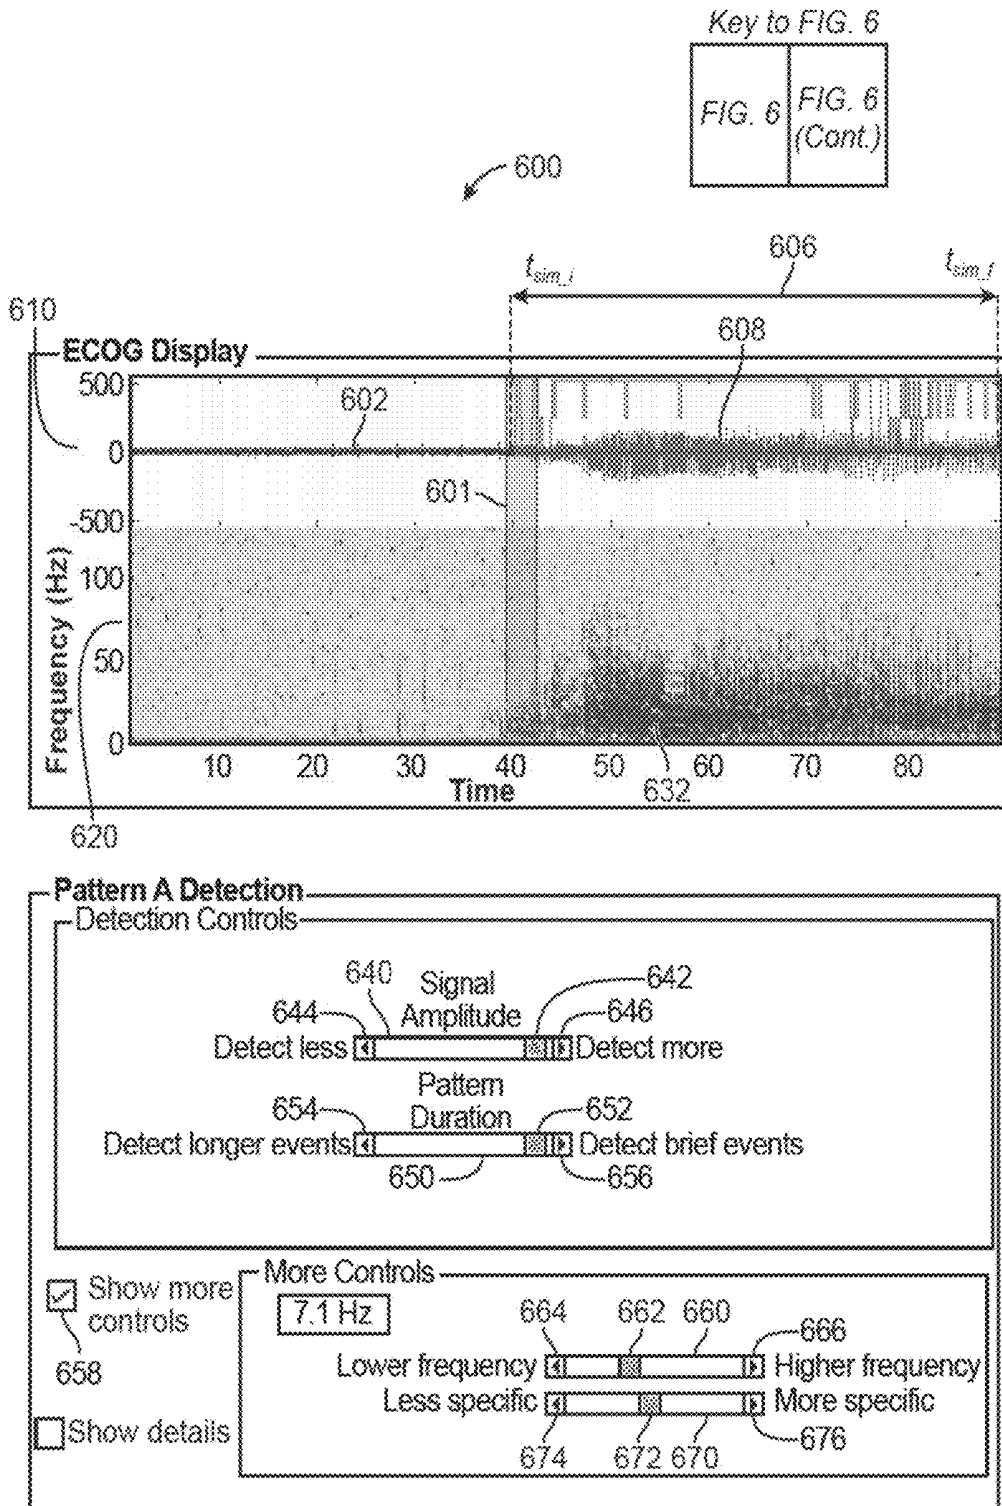 Key to FIG. 6
FIG. 6
FIG. 6
(Cont.)
600
606
t_sim_i
t_sim_f
610
608
ECOG Display
500
602
0
601
-500
Frequency (Hz)
100
50
0
10 20 30 40 50 60 70 80
Time
632
620
Pattern A Detection
Detection Controls
640
Signal
Amplitude
642
644
646
Detect less
Detect more
Pattern
Duration
654
652
Detect longer events
Detect brief events
650
656
Show more
controls
658
Show details
More Controls
7.1 Hz
664
662
660
666
Lower frequency
Higher frequency
Less specific
More specific
674
672
670
676